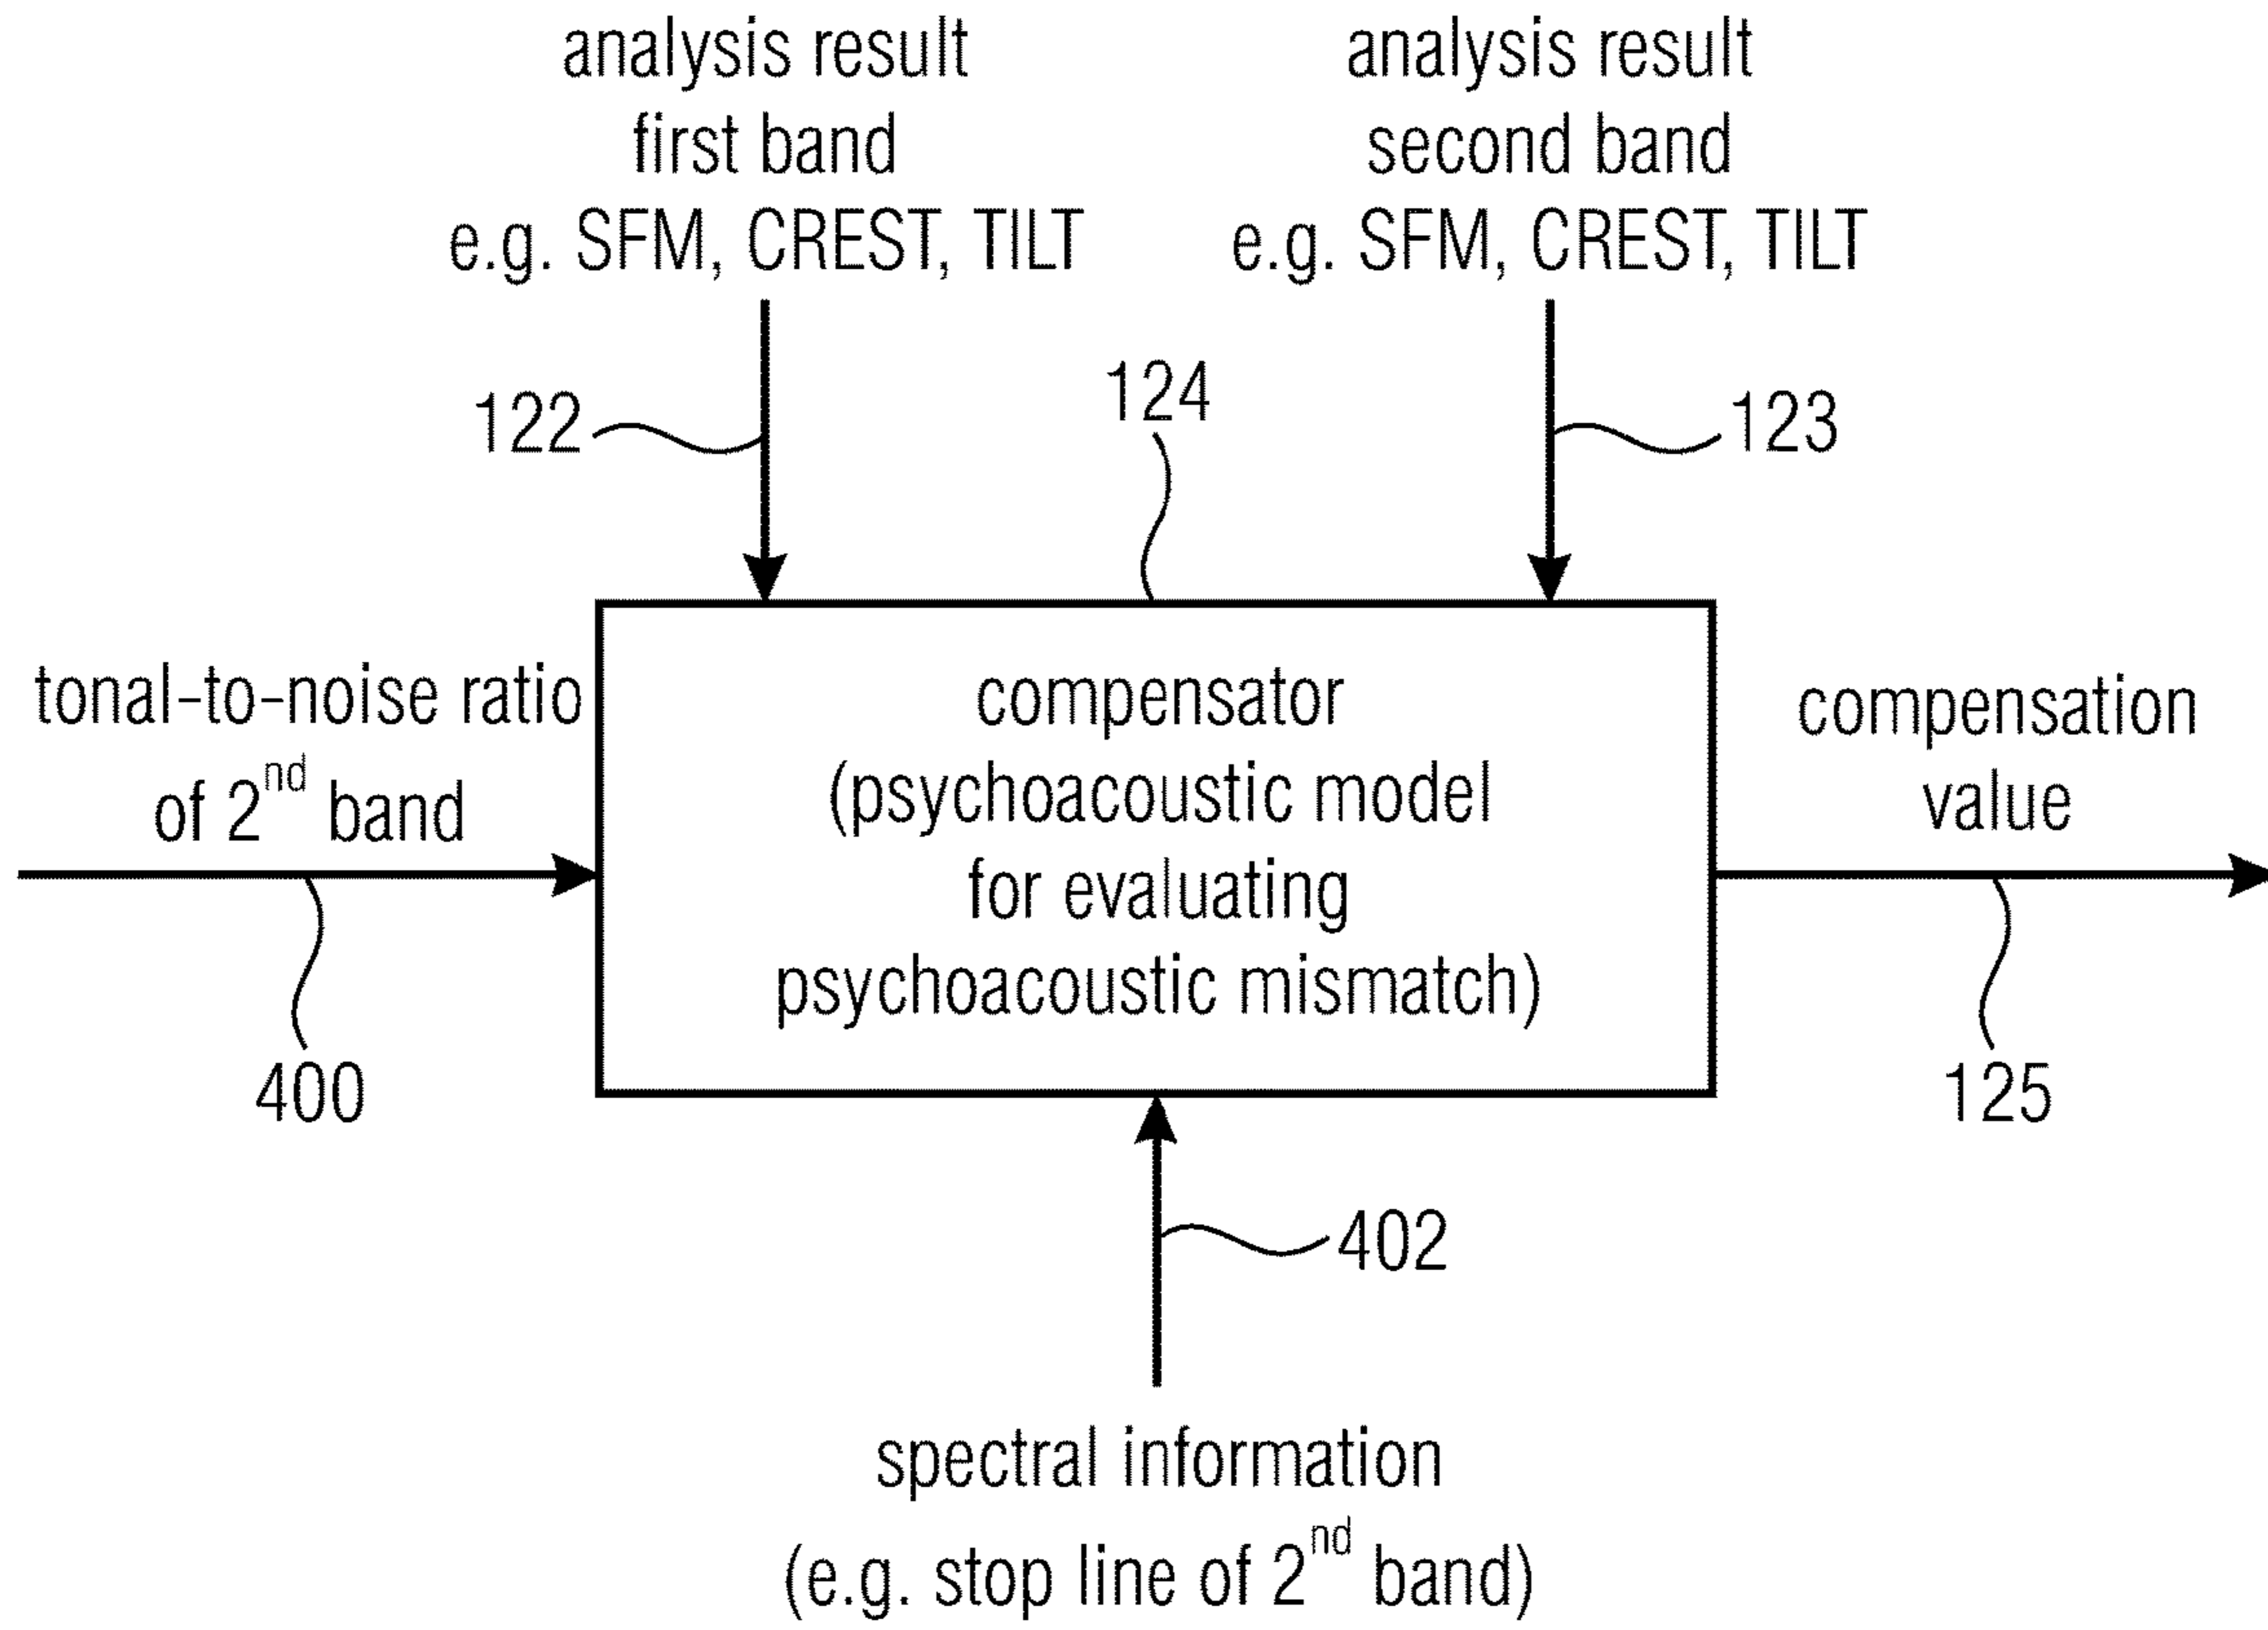 analysis result
first band
e.g. SFM, CREST, TILT
analysis result
second band
e.g. SFM, CREST, TILT
122
124
123
tonal-to-noise ratio
of 2nd band
compensator
(psychoacoustic model
for evaluating
psychoacoustic mismatch)
compensation
value
400
125
402
spectral information
(e.g. stop line of 2nd band)